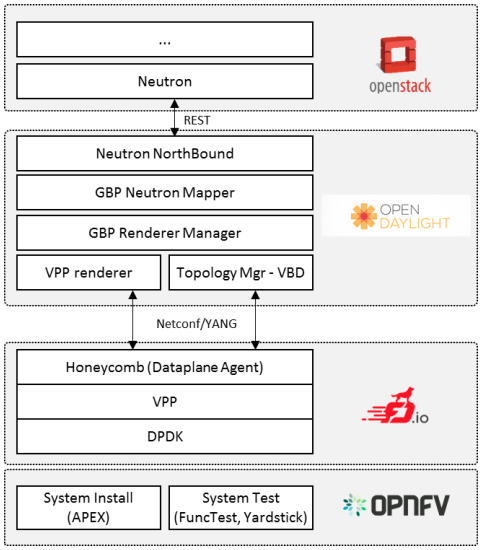 ...
Neutron
openstack
REST
Neutron NorthBound
GBP Neutron Mapper
GBP Renderer Manager
OPEN
DAYLIGHT
VPP renderer
Topology Mgr - VBD
Netconf/YANG
Honeycomb (Dataplane Agent)
VPP
DPDK
FD.io
System Install
(APEX)
System Test
(FuncTest, Yardstick)
OPNFV